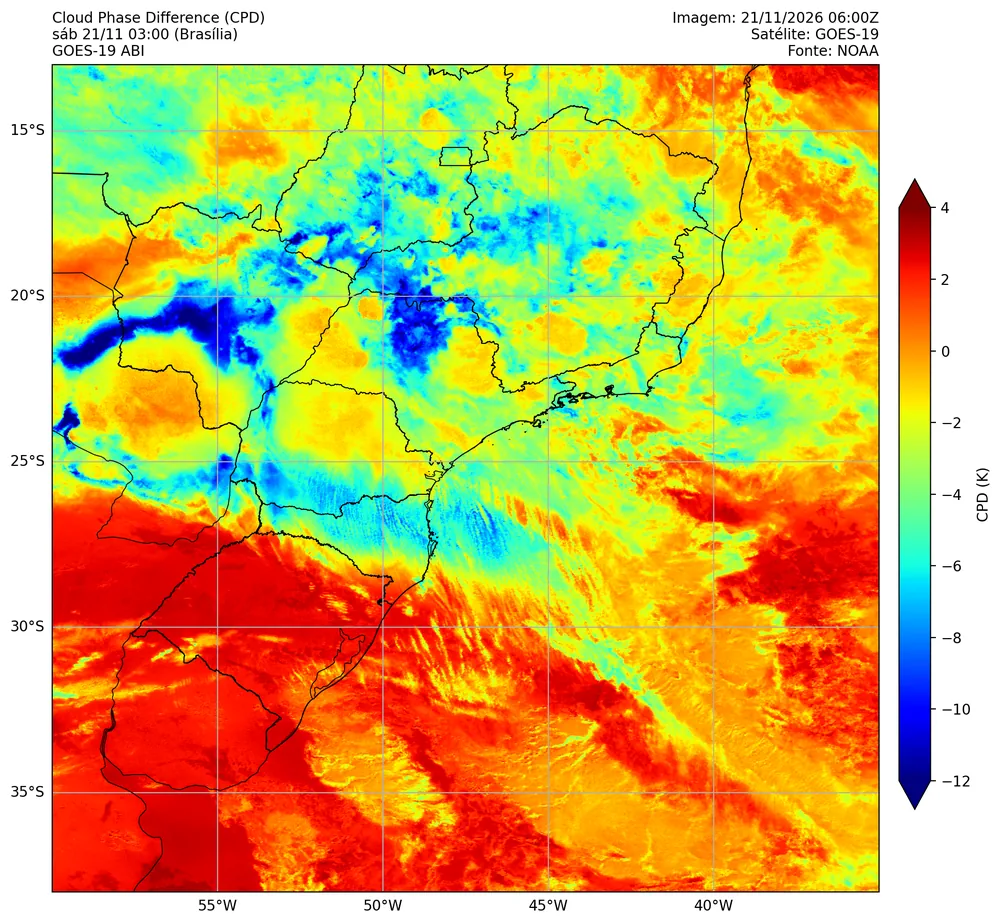 Cloud Phase Difference (CPD)
sáb 21/11 03:00 (Brasília)
GOES-19 ABI
Imagem: 21/11/2026 06:00Z
Satélite: GOES-19
Fonte: NOAA
15°S
20°S
25°S
30°S
35°S
55°W
50°W
45°W
40°W
4
2
0
−2
−4
−6
−8
−10
−12
CPD (K)